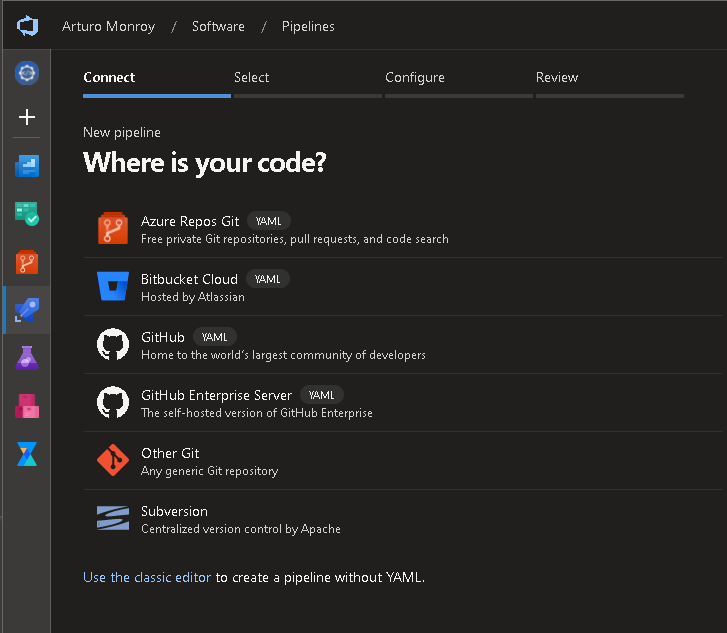 Arturo Monroy / Software / Pipelines
Connect Select Configure Review
New pipeline
Where is your code?
Azure Repos Git YAML
Free private Git repositories, pull requests, and code search
Bitbucket Cloud YAML
Hosted by Atlassian
GitHub YAML
Home to the world's largest community of developers
GitHub Enterprise Server YAML
The self-hosted version of GitHub Enterprise
Other Git
Any generic Git repository
Subversion
Centralized version control by Apache
Use the classic editor to create a pipeline without YAML.